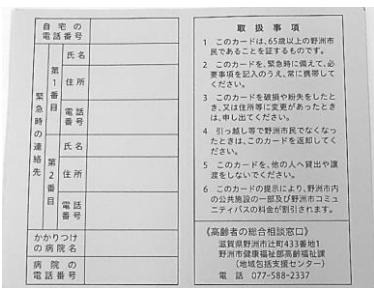 自宅の
電話番号
緊急時の連絡先
第1番目
氏名
住所
電話
番号
第2番目
氏名
住所
電話
番号
かかりつけ
の病院名
病院の
電話番号
取扱事項
1 このカードは、65歳以上の野洲市
民であることを証するものです。
2 このカードを、緊急時に備えて、必
要事項を記入のうえ、常に携帯して
ください。
3 このカードを破損や紛失をしたと
き、又は住所等に変更があったとき
は、申し出てください。
4 引っ越し等で野洲市民でなくなっ
たときは、このカードを返却してく
ださい。
5 このカードを、他の人へ貸出や譲
渡をしないでください。
6 このカードの提示により、野洲市内
の公共施設の一部及び野洲市コミュ
ニティバスの料金が割引されます。
《高齢者の総合相談窓口》
滋賀県野洲市辻町433番地1
野洲市健康福祉部高齢福祉課
(地域包括支援センター)
電話 077-588-2337